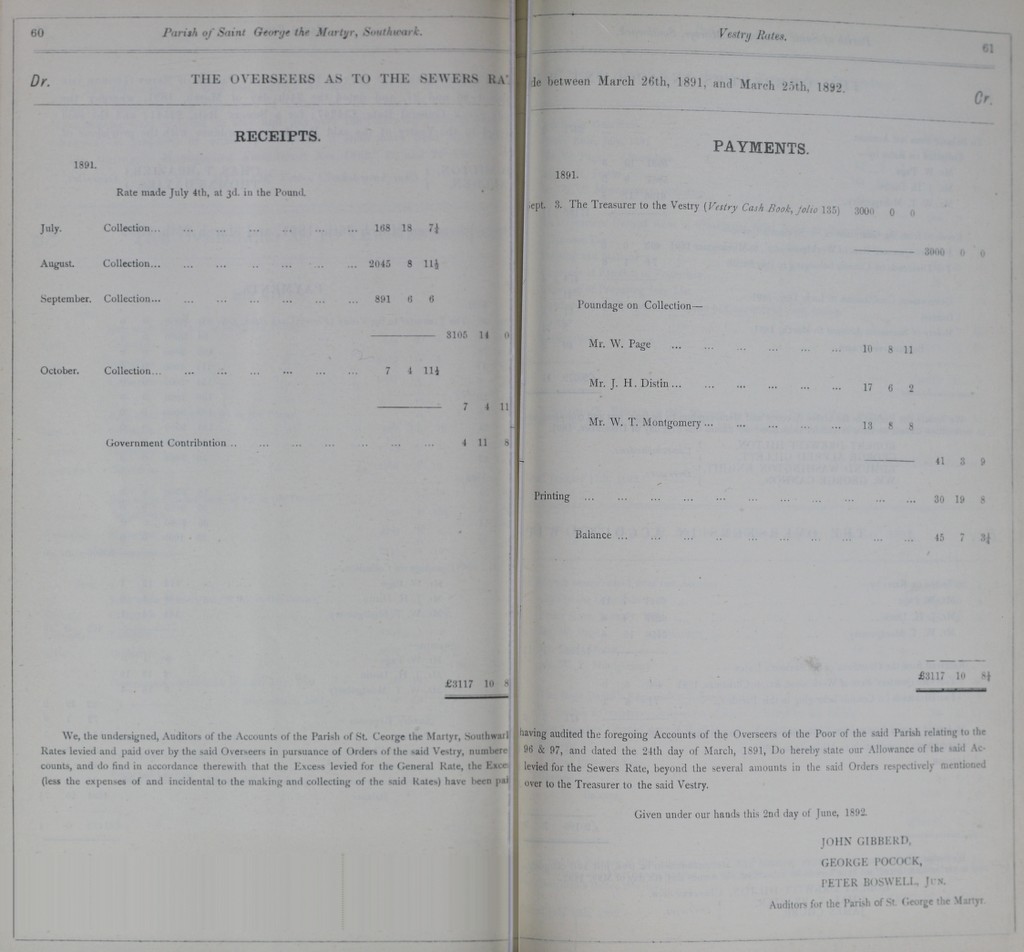 60
Parish of Saint George the Martyr, Southwark.
Dr.
THE OVERSEERS AS TO THE SEWERS RA
RECEIPTS.
1891.
Rate made July 4th, at 3d. in the Pound.
July. Collection... ... ... ... ... ... ... 168 18 7½
August. Collection... ... ... .. ... ... ... 2045 8 11½
September. Collection... ... ... ... ... ... ... 891 6 6
3105 14 0
October. Collection... ... ... ... ... ... ... 7 4 11½
7 4 11
Government Contribution .. ... ... ... ... ... ... 4 11 8
£3117 10 8
We, the undersigned, Auditors of the Accounts of the Parish of St. George the Martyr, Southwark
Rates levied and paid over by the said Overseers in pursuance of Orders of the said Vestry, numbere
counts, and do find in accordance therewith that the Excess levied for the General Rate, the Exce
(less the expenses of and incidental to the making and collecting of the said Rates) have been pai
Vestry Rates.
61
de between March 26th, 1891, and March 25th, 1892.
Cr.
PAYMENTS.
1891.
ept. 3. The Treasurer to the Vestry (Vestry Cash Book, folio 135) 3000 0 0
3000 0 0
Poundage on Collection—
Mr. W. Page ... ... ... ... ... ... 10 8 11
Mr. J. H. Distin ... ... ... ... ... ... 17 6 2
Mr. W. T. Montgomery ... ... ... ... ... 13 8 8
41 3 9
Printing ... ... ... ... ... ... ... ... ... ... ... 30 19 8
Balance ... ... ... .. ... ... ... ... ... ... 45 7 3½
£3117 10 8½
having audited the foregoing Accounts of the Overseers of the Poor of the said Parish relating to the
96 & 97, and dated the 24th day of March, 1891, Do hereby state our Allowance of the said Ac-
levied for the Sewers Rate, beyond the several amounts in the said Orders respectively mentioned
over to the Treasurer to the said Vestry.
Given under our hands this 2nd day of June, 1892.
JOHN GIBBERD,
GEORGE POCOCK,
PETER BOSWELL, Jun.
Auditors for the Parish of St. George the Martyr.